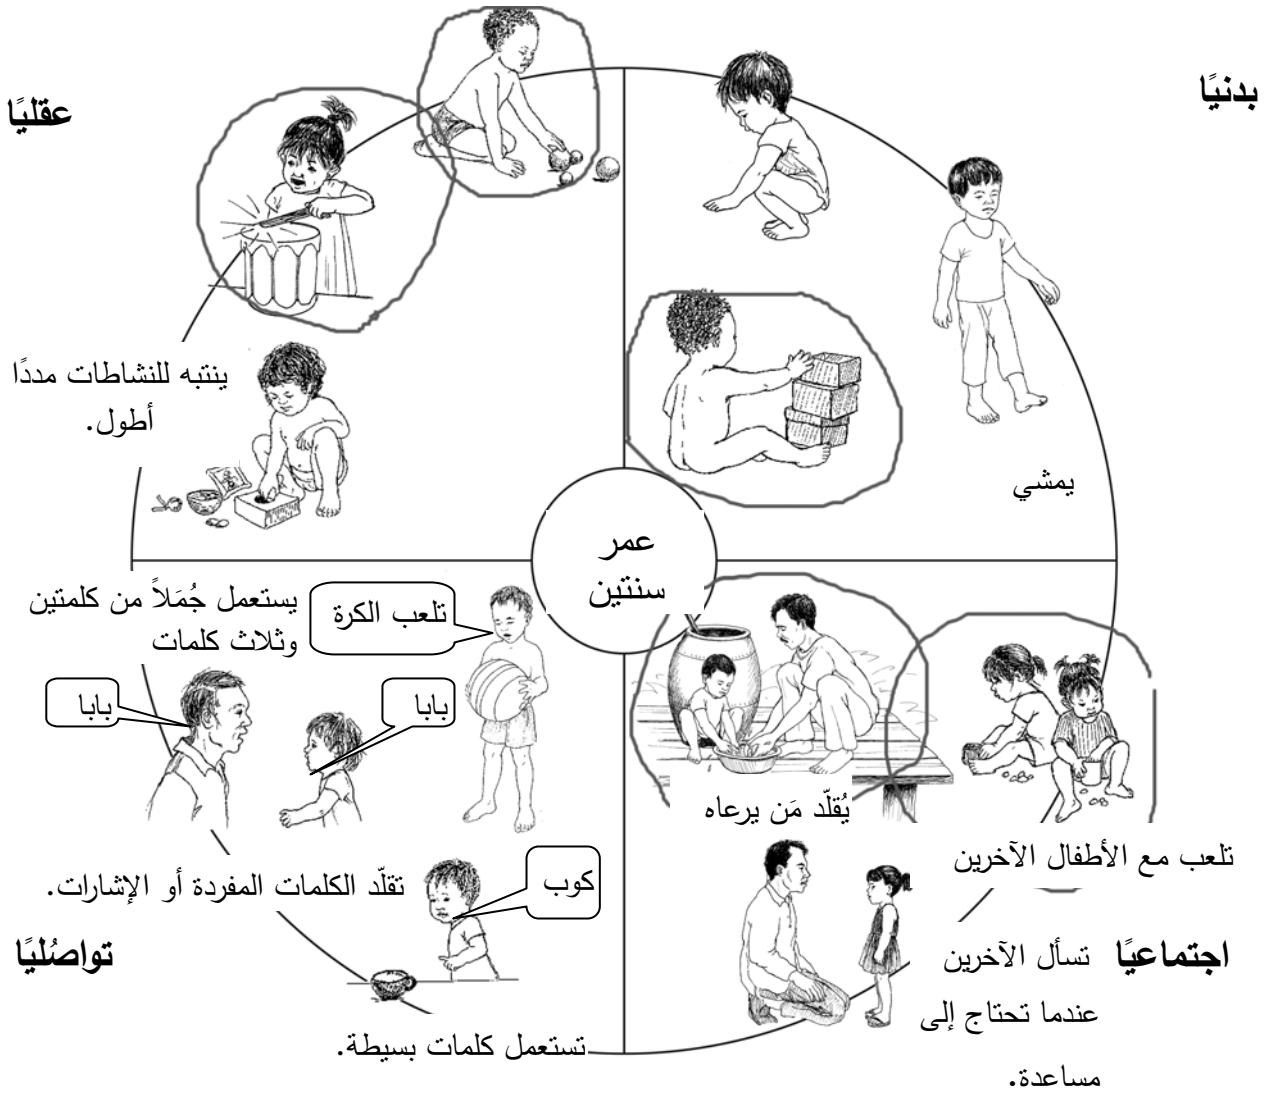 بدنيًا
عقليًا
يمشي
ينتبه للنشاطات مددًا
أطول.
عمر
سنتين
يستعمل جُمَلاً من كلمتين
وثلاث كلمات
تلعب الكرة
بابا
بابا
تقلّد الكلمات المفردة أو الإشارات.
كوب
تواصُليًا
تستعمل كلمات بسيطة.
يُقلّد مَن يرعاه
تلعب مع الأطفال الآخرين
اجتماعيًا
تسأل الآخرين
عندما تحتاج إلى
مساعدة.